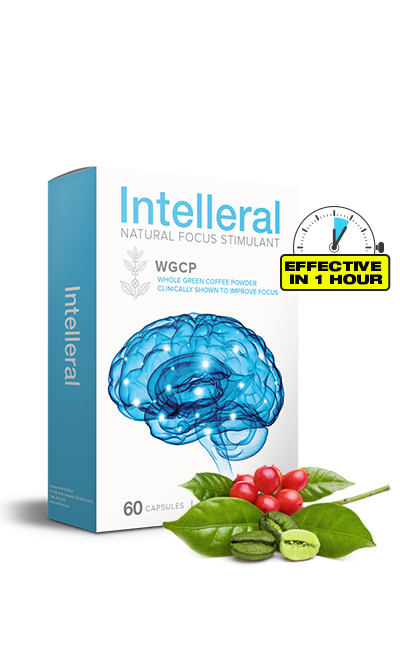 Intelleral
NATURAL FOCUS STIMULANT
WGCP
WHOLE GREEN COFFEE POWDER
CLINICALLY SHOWN TO IMPROVE FOCUS
EFFECTIVE
IN 1 HOUR
Intelleral
60 CAPSULES